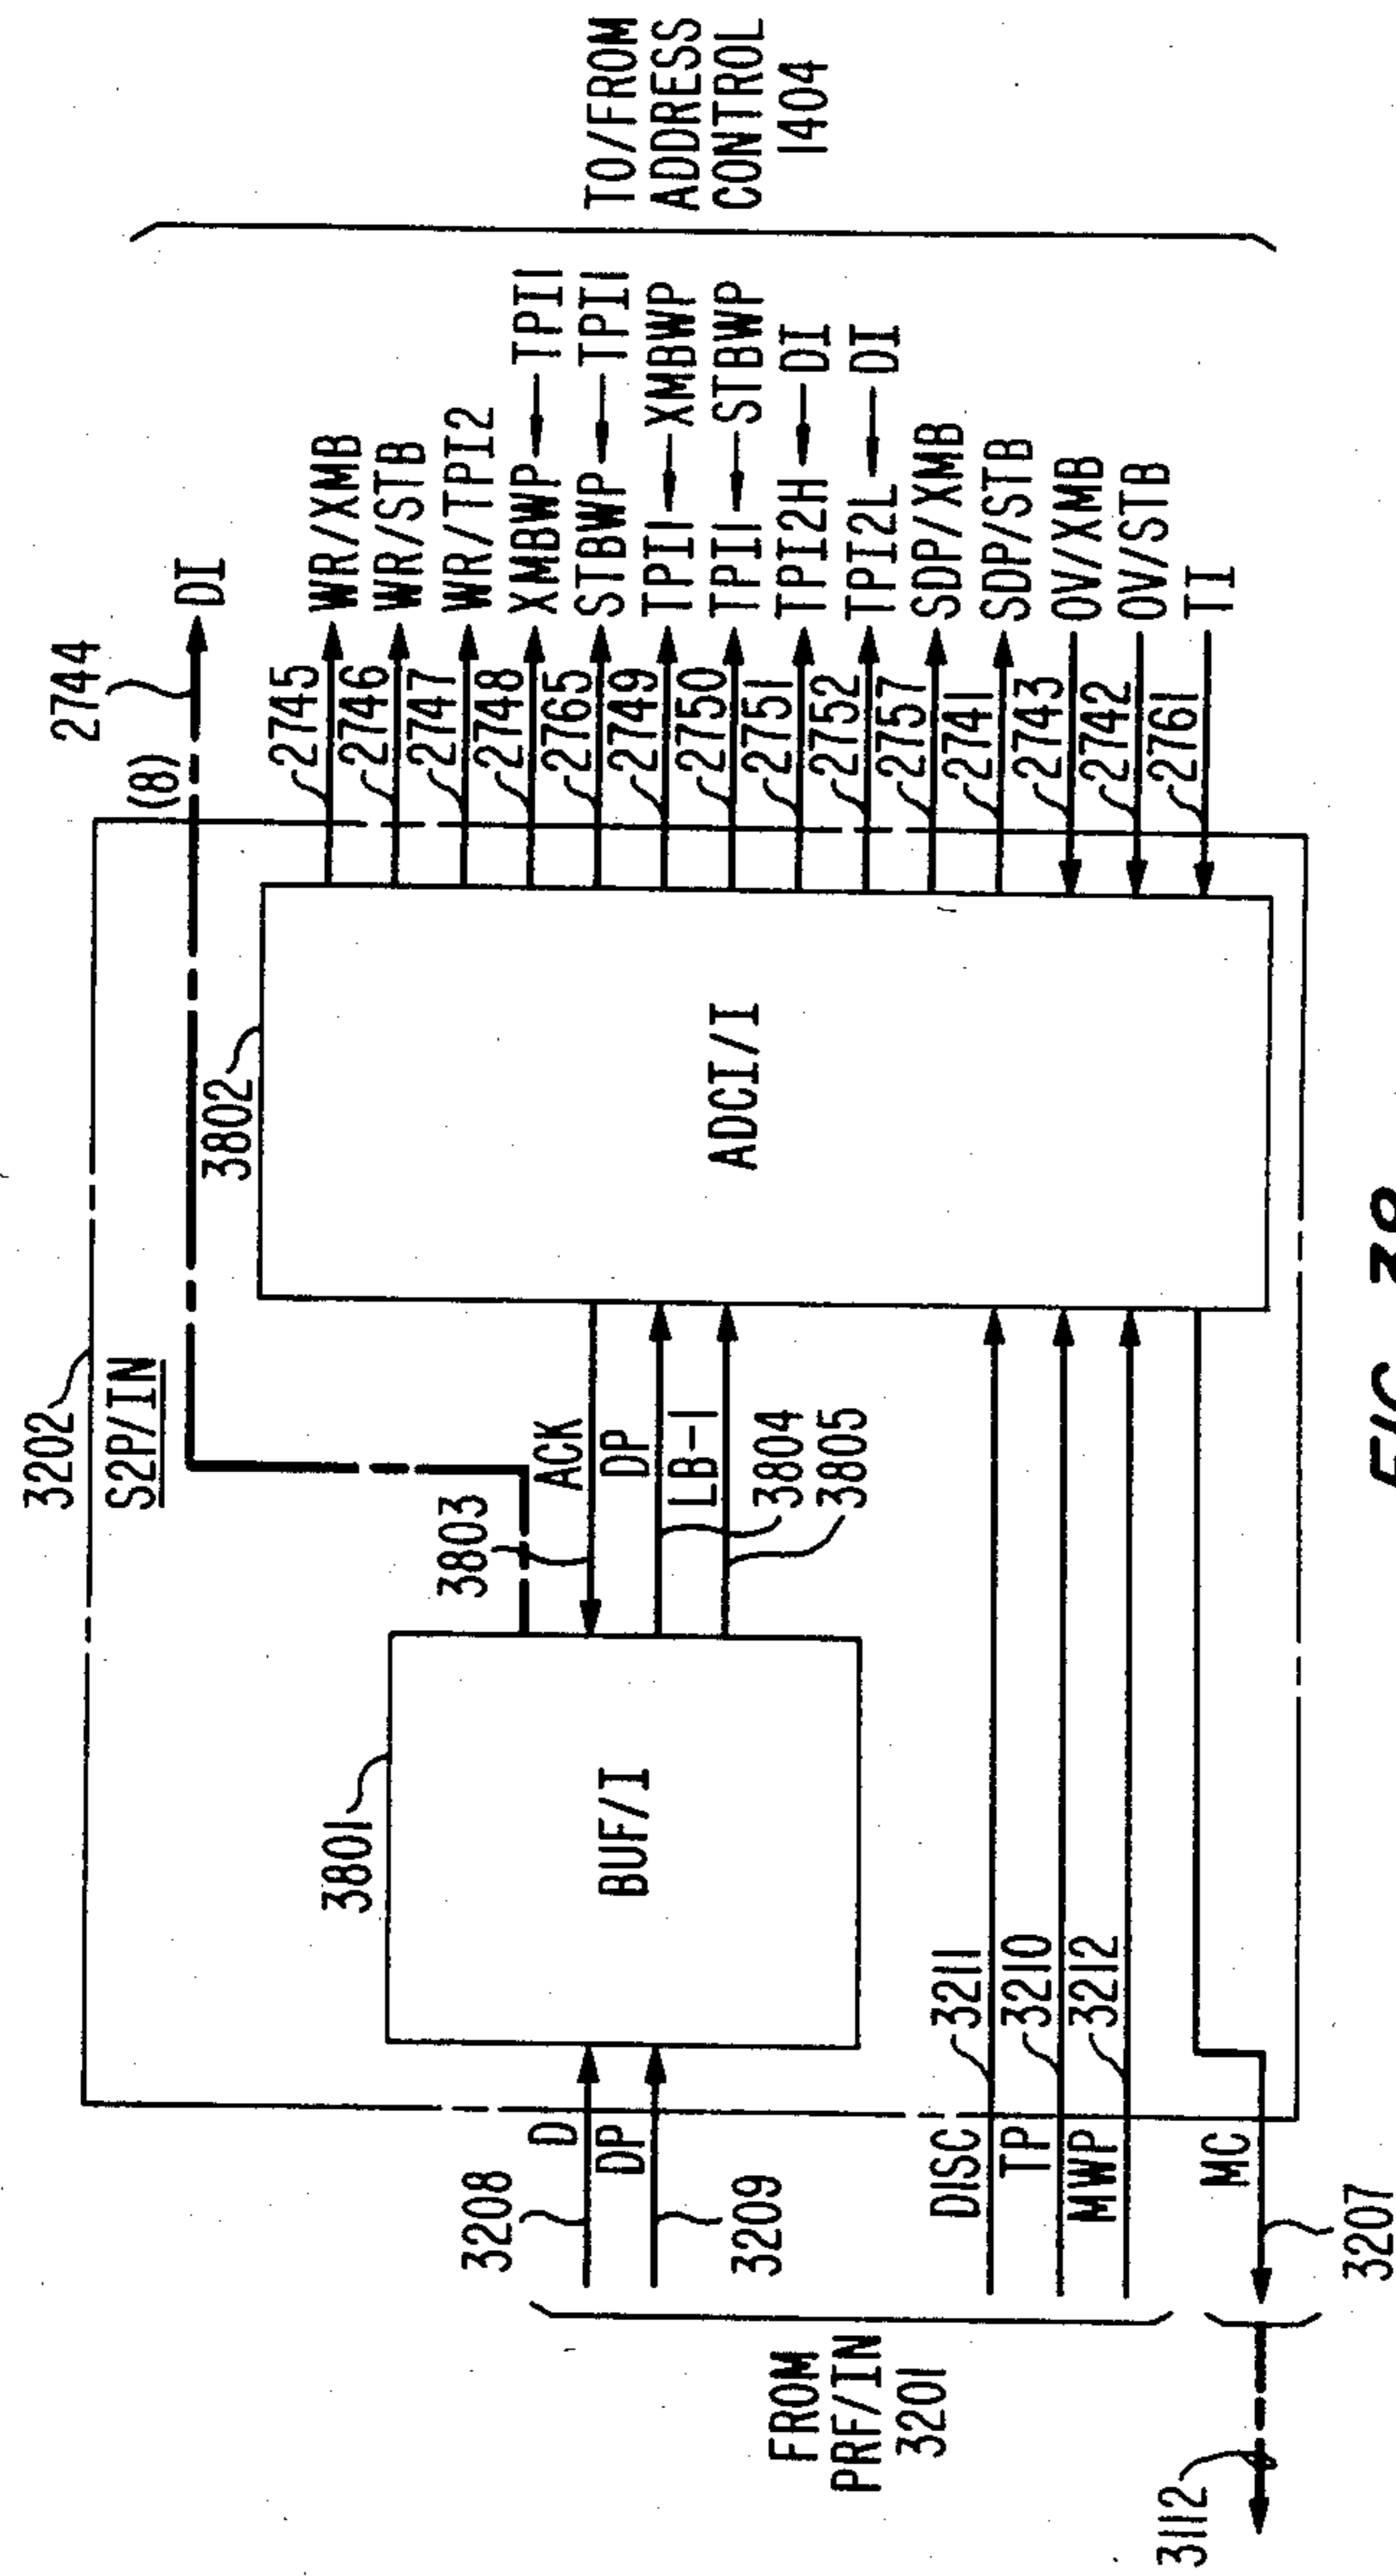 3202
S2P/IN
2744
(8)
DI
3802
ADCI/I
3801
BUF/I
3803
ACK
DP
LB-1
3804
3805
3208
D
DP
3209
DISC
3211
TP
3210
MWP
3212
MC
3207
3112
FROM
PRF/IN
3201
2745
WR/XMB
2746
WR/STB
2747
WR/TPI2
2748
XMBWP ← TPI1
2765
STBWP ← TPI1
2749
TPI1 ← XMBWP
2750
TPI1 ← STBWP
2751
TPI2H ← DI
2752
TPI2L ← DI
2757
SDP/XMB
2741
SDP/STB
2743
OV/XMB
2742
OV/STB
2761
TI
TO/FROM
ADDRESS
CONTROL
1404
FIG. 38